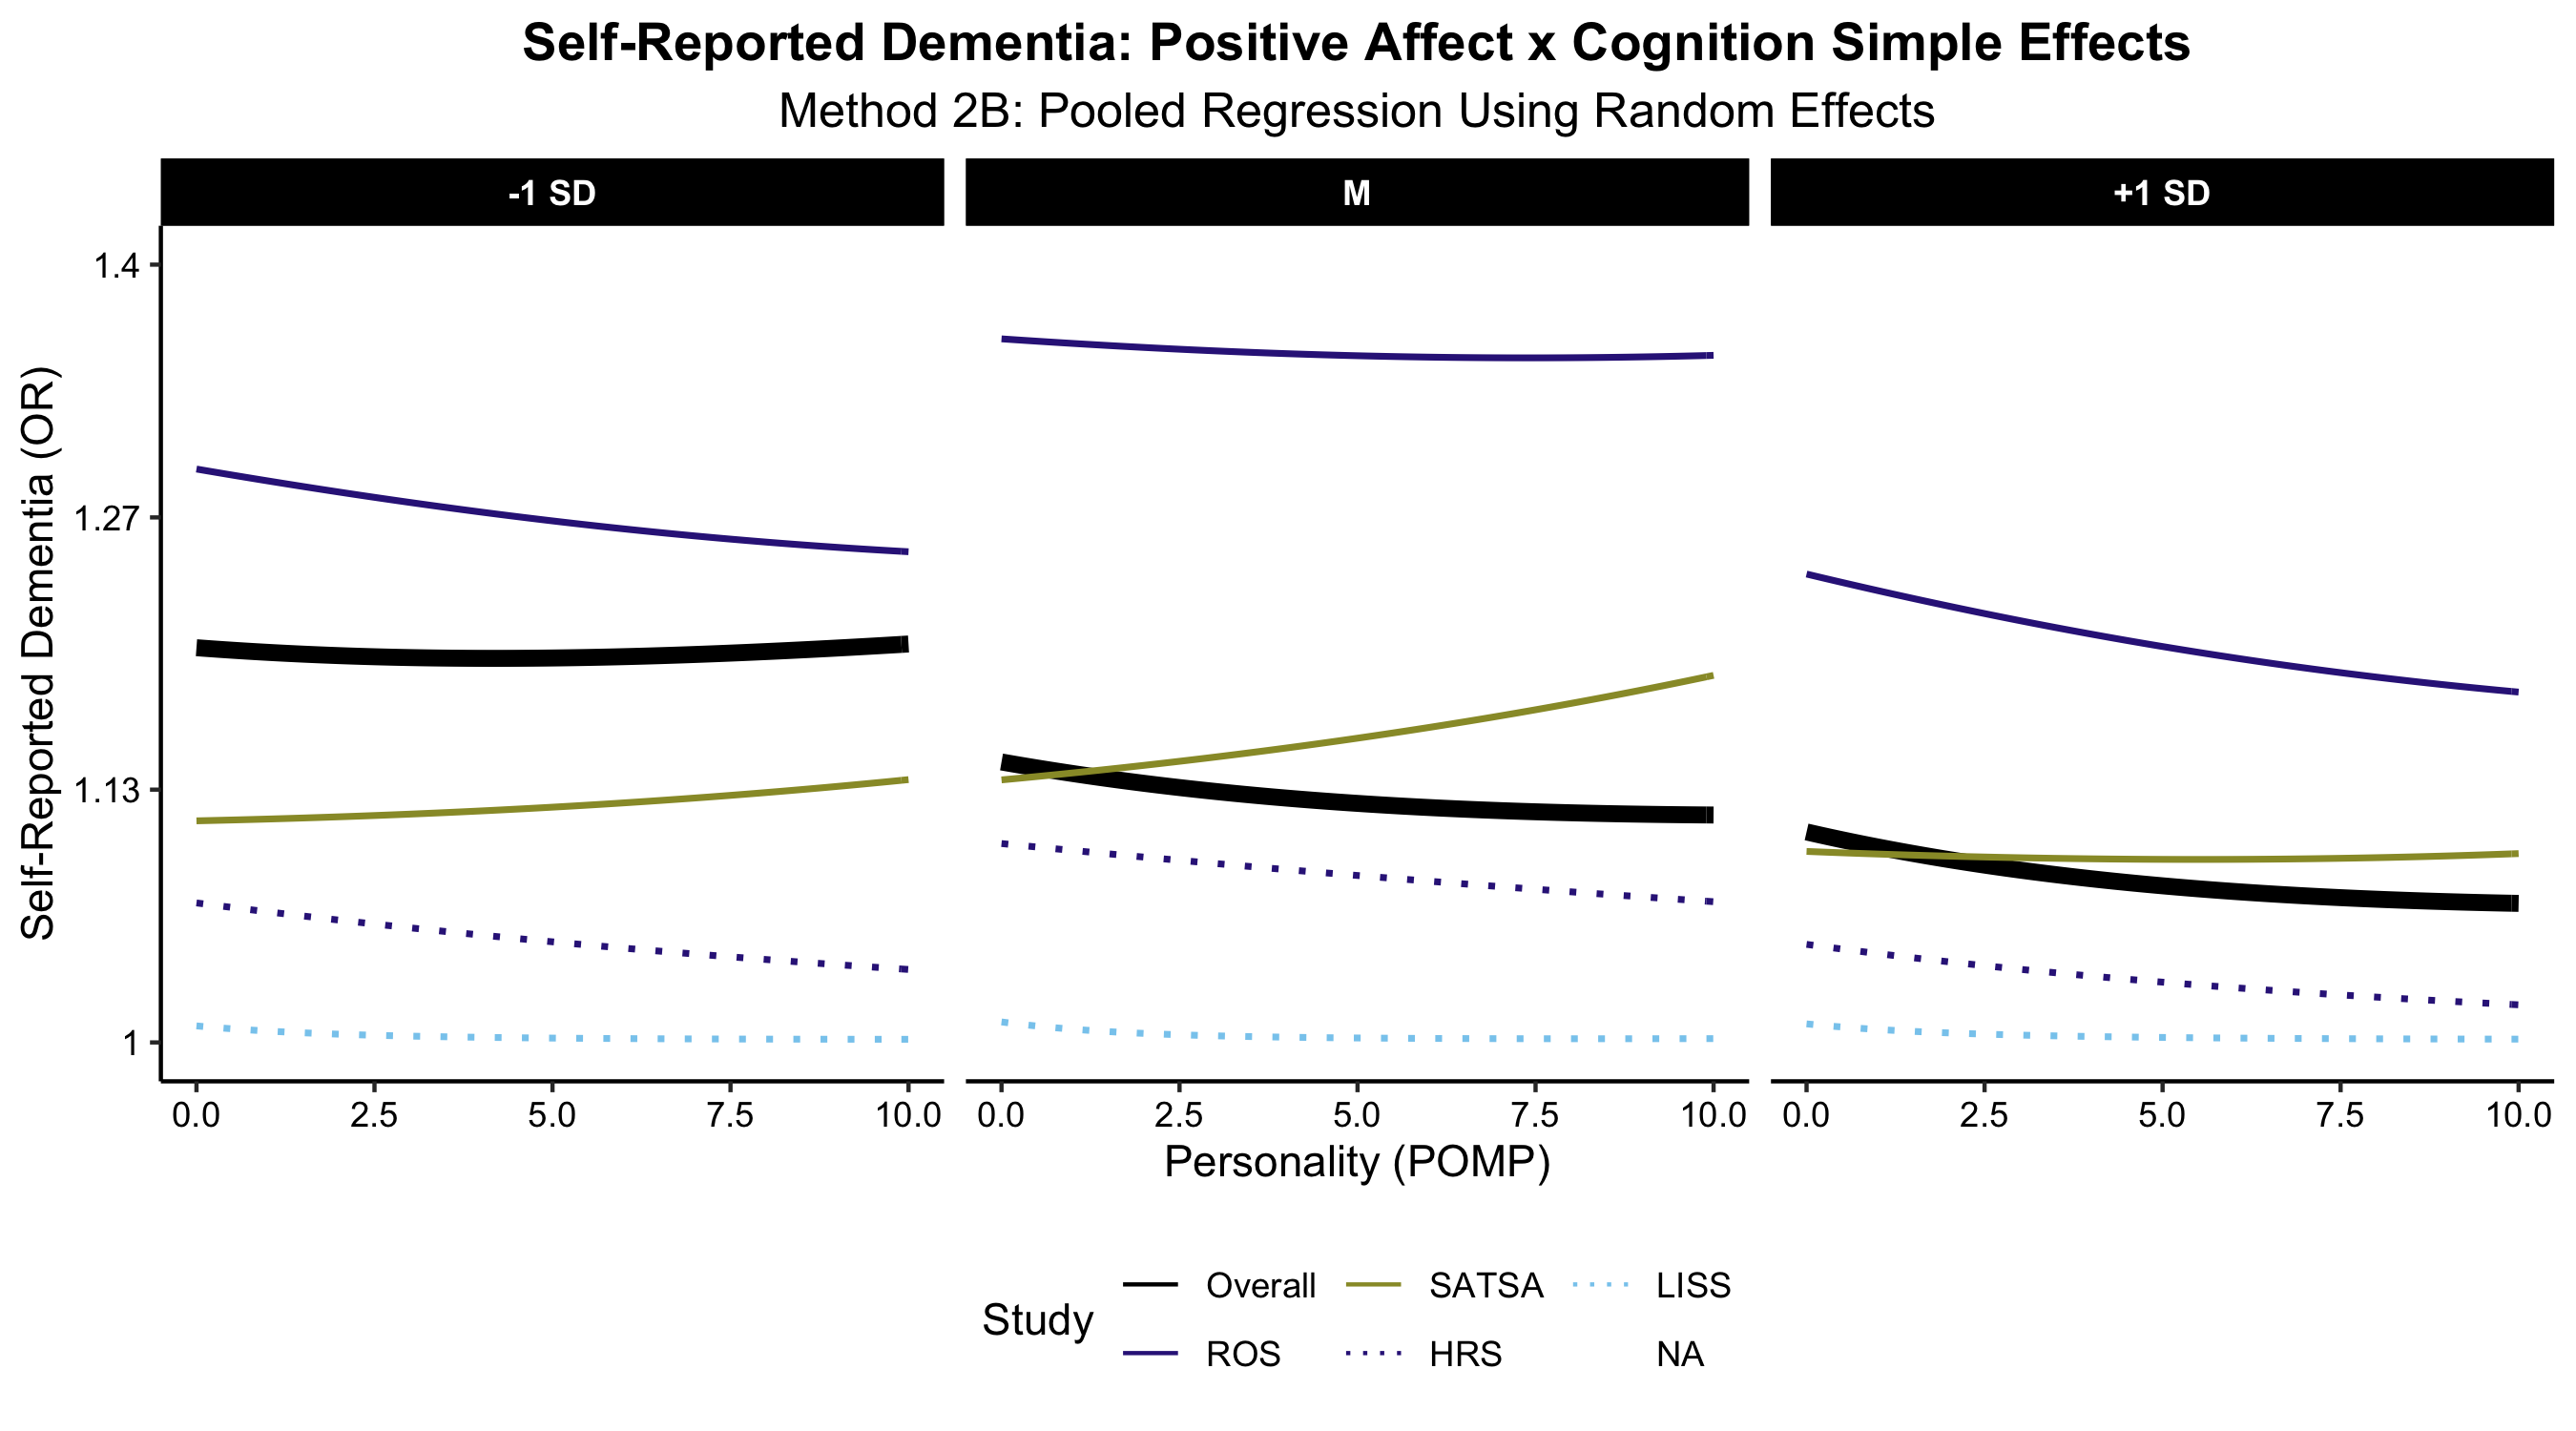 Self-Reported Dementia: Positive Affect x Cognition Simple Effects
Method 2B: Pooled Regression Using Random Effects
-1 SD
M
+1 SD
Self-Reported Dementia (OR)
1.4
1.27
1.13
1
0.0 2.5 5.0 7.5 10.0
0.0 2.5 5.0 7.5 10.0
0.0 2.5 5.0 7.5 10.0
Personality (POMP)
Study
Overall SATSA LISS
ROS HRS NA